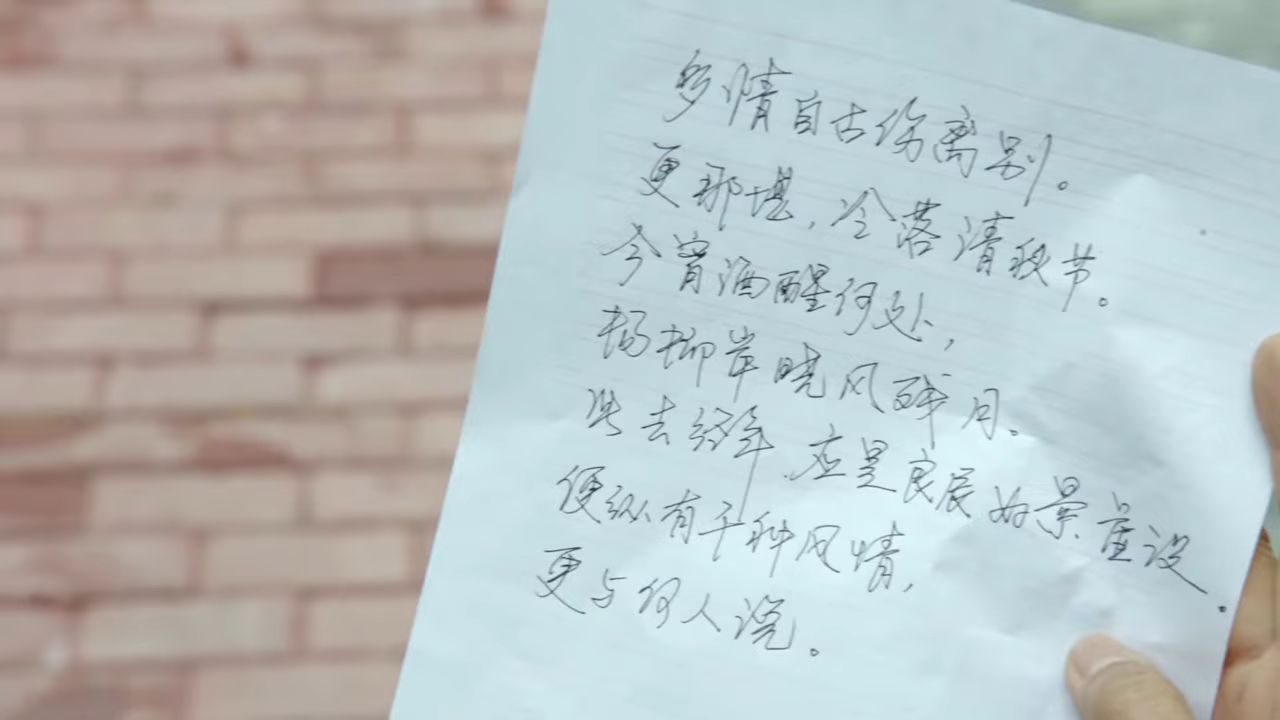 多情自古伤离别。
更那堪,冷落清秋节。
今宵酒醒何处,
杨柳岸晓风残月。
此去经年.应是良辰好景虚设.
便纵有千种风情,
更与何人说。